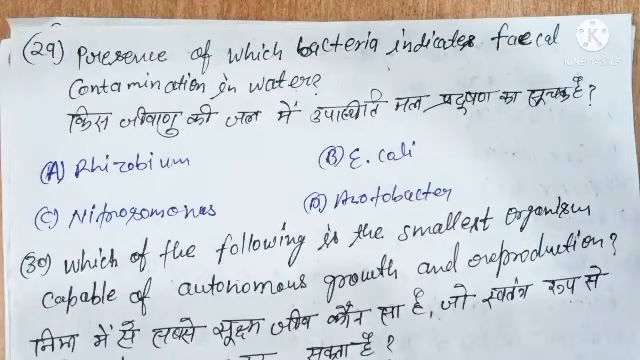 (29) Presence of which bacteria indicates faecal
Contamination in water?
किस जीवाणु की जल में उपस्थिति मल प्रदूषण का सूचक है?
(A) Rhizobium
(B) E. coli
(C) Nitrosomonas
(D) Azotobacter
(30) Which of the following is the smallest organism
capable of autonomous growth and reproduction?
निम्न में से सबसे सूक्ष्म जीव कौन सा है, जो स्वतंत्र रूप से
सकता है?
K